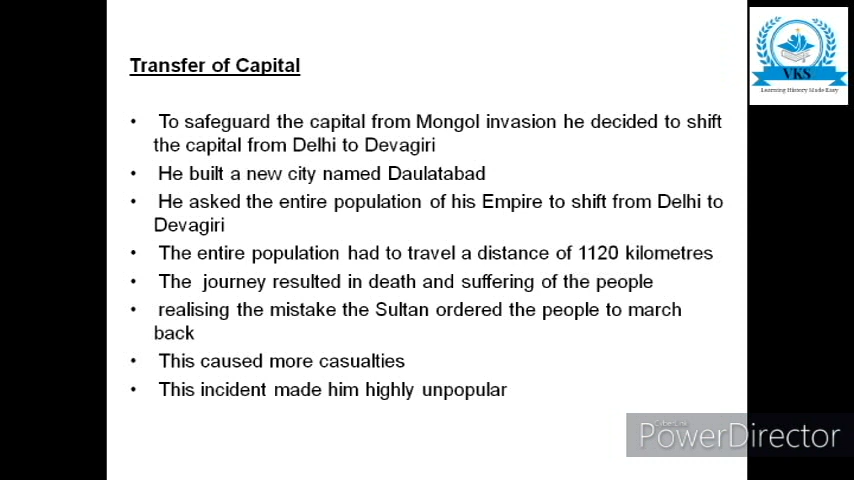 Transfer of Capital
• To safeguard the capital from Mongol invasion he decided to shift
the capital from Delhi to Devagiri
• He built a new city named Daulatabad
• He asked the entire population of his Empire to shift from Delhi to
Devagiri
• The entire population had to travel a distance of 1120 kilometres
• The journey resulted in death and suffering of the people
• realising the mistake the Sultan ordered the people to march
back
• This caused more casualties
• This incident made him highly unpopular
VKS
Learning History Made Easy
CyberLink
PowerDirector